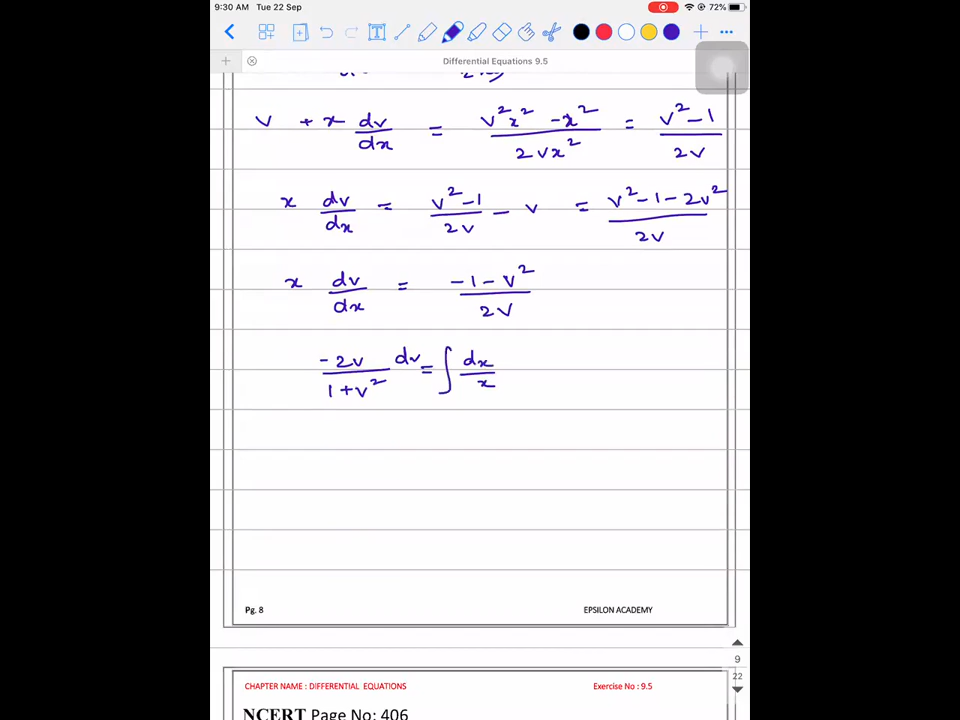 9:30 AM Tue 22 Sep 72%
Differential Equations 9.5
v + x dv/dx = (v²x² - x²)/(2vx²) = (v² - 1)/(2v)
x dv/dx = (v² - 1)/(2v) - v = (v² - 1 - 2v²)/(2v)
x dv/dx = (-1 - v²)/(2v)
(-2v)/(1 + v²) dv = ∫ dx/x
Pg. 8 EPSILON ACADEMY
9
22
CHAPTER NAME : DIFFERENTIAL EQUATIONS Exercise No : 9.5
NCERT Page No: 406